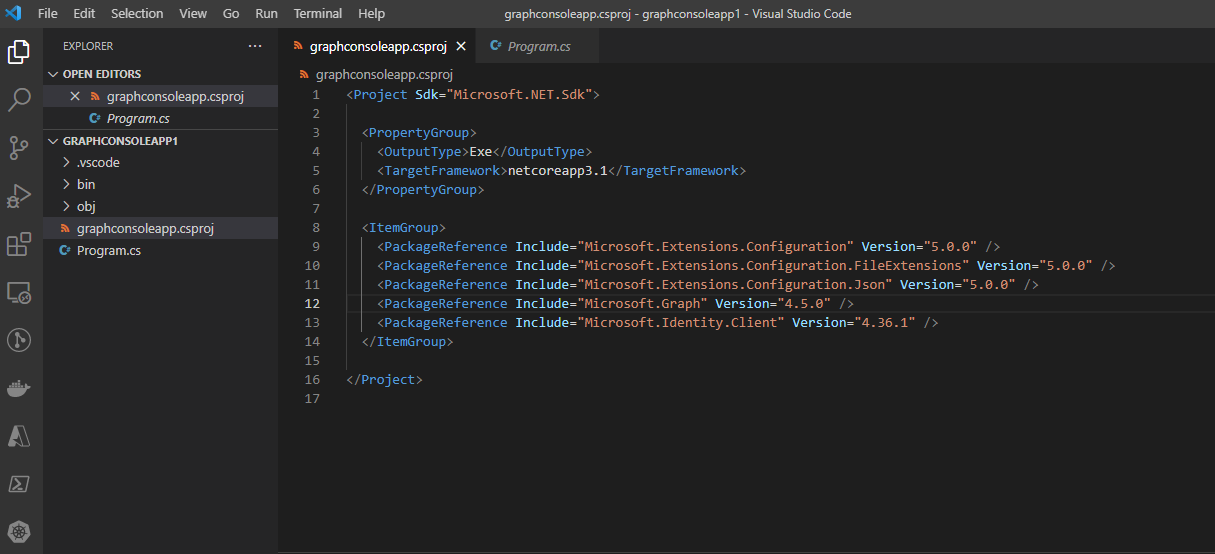 File Edit Selection View Go Run Terminal Help graphconsoleapp.csproj - graphconsoleapp1 - Visual Studio Code
EXPLORER ···
OPEN EDITORS
graphconsoleapp.csproj
Program.cs
GRAPHCONSOLEAPP1
.vscode
bin
obj
graphconsoleapp.csproj
Program.cs
graphconsoleapp.csproj Program.cs
graphconsoleapp.csproj
1 <Project Sdk="Microsoft.NET.Sdk">
2
3 <PropertyGroup>
4 <OutputType>Exe</OutputType>
5 <TargetFramework>netcoreapp3.1</TargetFramework>
6 </PropertyGroup>
7
8 <ItemGroup>
9 <PackageReference Include="Microsoft.Extensions.Configuration" Version="5.0.0" />
10 <PackageReference Include="Microsoft.Extensions.Configuration.FileExtensions" Version="5.0.0" />
11 <PackageReference Include="Microsoft.Extensions.Configuration.Json" Version="5.0.0" />
12 <PackageReference Include="Microsoft.Graph" Version="4.5.0" />
13 <PackageReference Include="Microsoft.Identity.Client" Version="4.36.1" />
14 </ItemGroup>
15
16 </Project>
17